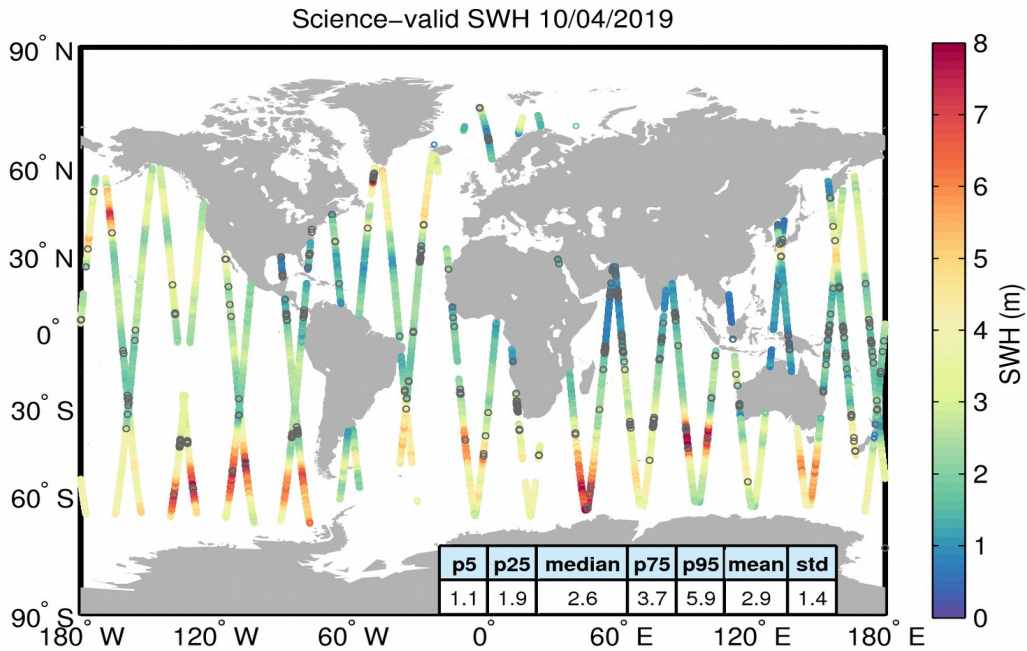 Science−valid SWH 10/04/2019
90° N
60° N
30° N
0°
30° S
60° S
90° S
180° W
120° W
60° W
0°
60° E
120° E
180° E
p5 p25 median p75 p95 mean std
1.1 1.9 2.6 3.7 5.9 2.9 1.4
8
7
6
5
4
3
2
1
0
SWH (m)